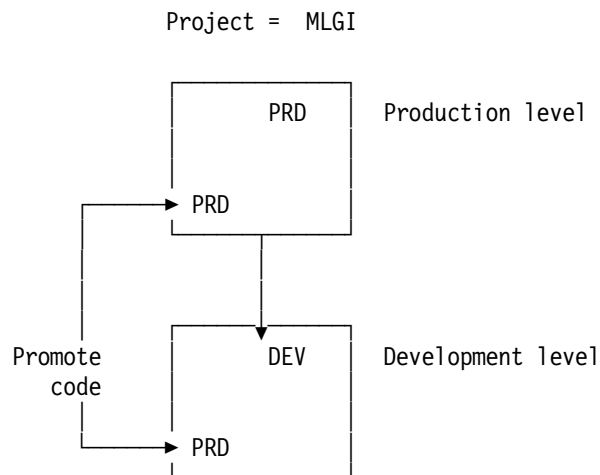 Project = MLGI
PRD Production level
PRD
DEV Development level
Promote
code
PRD